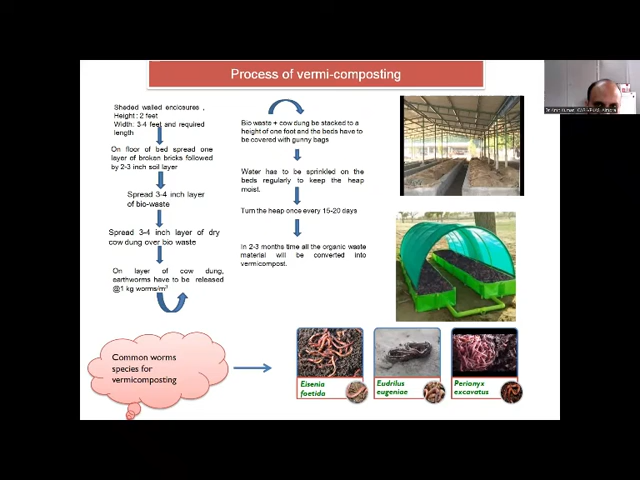 Process of vermi-composting
Shaded walled enclosures ,
Height : 2 feet
Width: 3-4 feet and required
length
On floor of bed spread one
layer of broken bricks followed
by 2-3 inch soil layer
Spread 3-4 inch layer
of bio-waste
Spread 3-4 inch layer of dry
cow dung over bio waste
On layer of cow dung,
earthworms have to be released
@1 kg worms/m²
Bio waste + cow dung be stacked to a
height of one foot and the beds have to
be covered with gunny bags
Water has to be sprinkled on the
beds regularly to keep the heap
moist.
Turn the heap once every 15-20 days
In 2-3 months time all the organic waste
material will be converted into
vermicompost.
Common worms
species for
vermicomposting
Eisenia
foetida
Eudrilus
eugeniae
Perionyx
excavatus